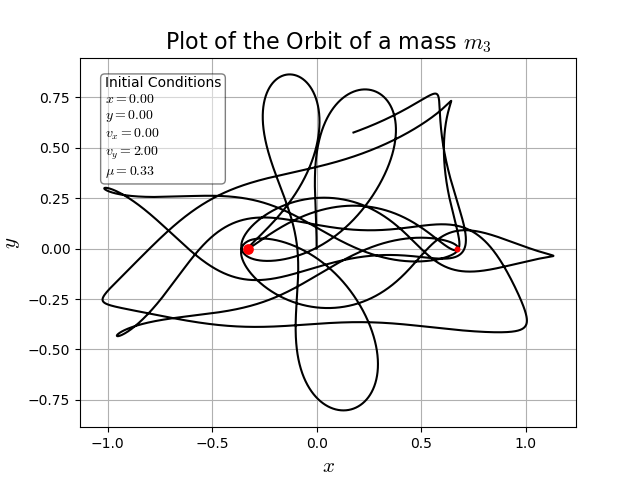 Plot of the Orbit of a mass m₃
Initial Conditions
x = 0.00
y = 0.00
vₓ = 0.00
v_y = 2.00
μ = 0.33
0.75
0.50
0.25
0.00
−0.25
−0.50
−0.75
y
−1.0 −0.5 0.0 0.5 1.0
x